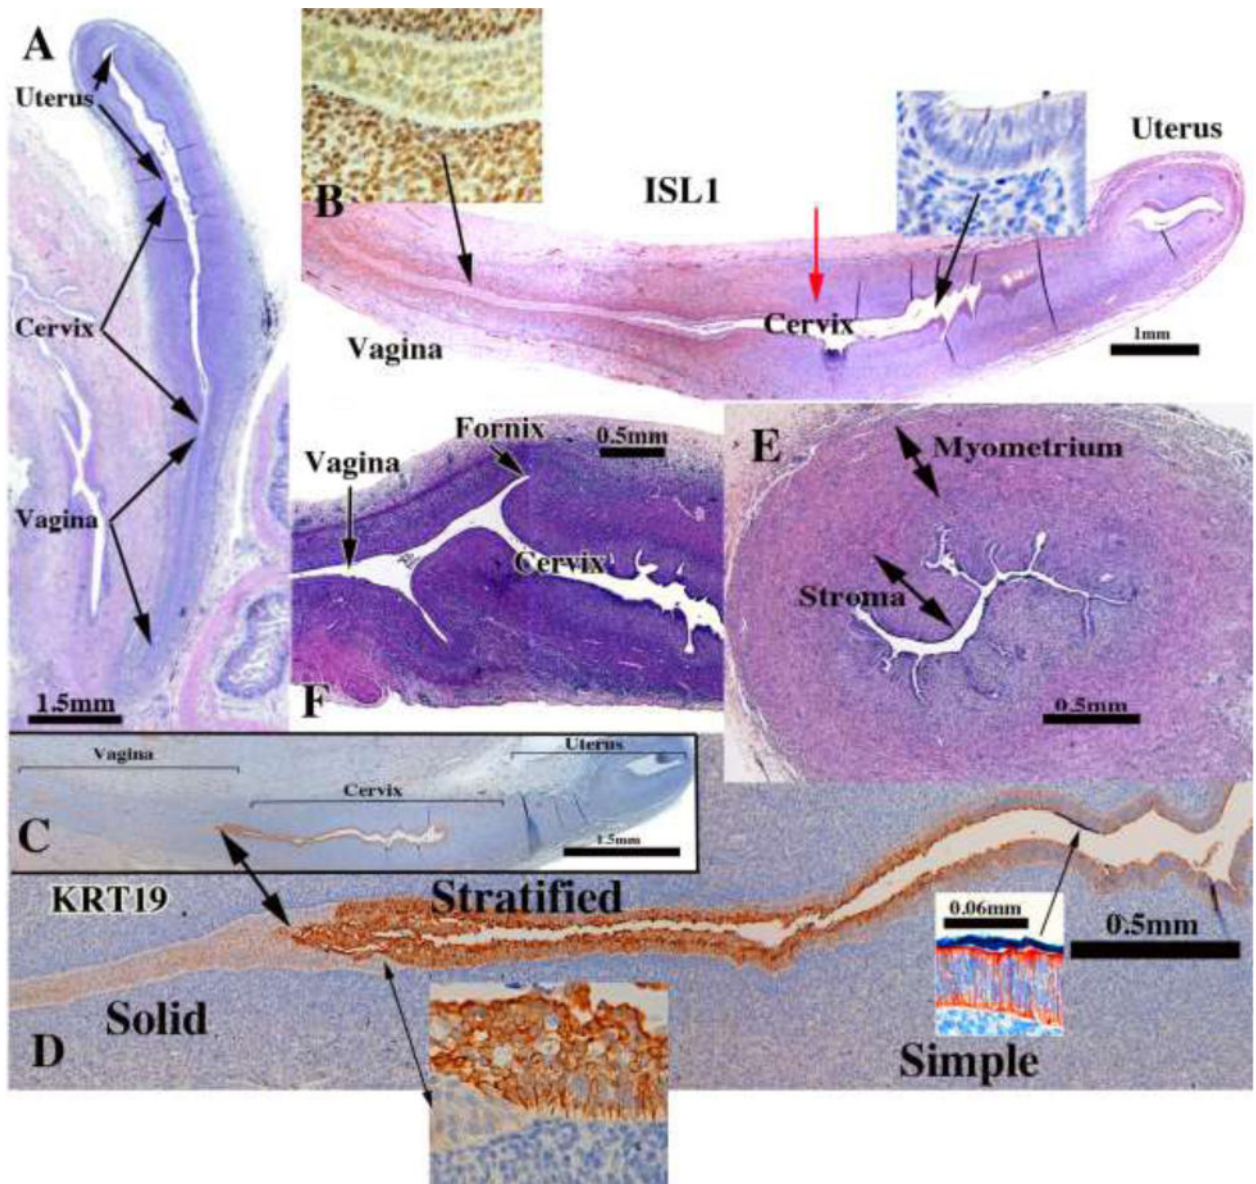 A
Uterus
Cervix
Vagina
1.5mm
B
ISL1
Uterus
Cervix
Vagina
1mm
Fornix
0.5mm
Vagina
Cervix
F
E
Myometrium
Stroma
0.5mm
Vagina
Uterus
Cervix
C
1.5mm
KRT19
Stratified
0.06mm
0.5mm
Solid
D
Simple